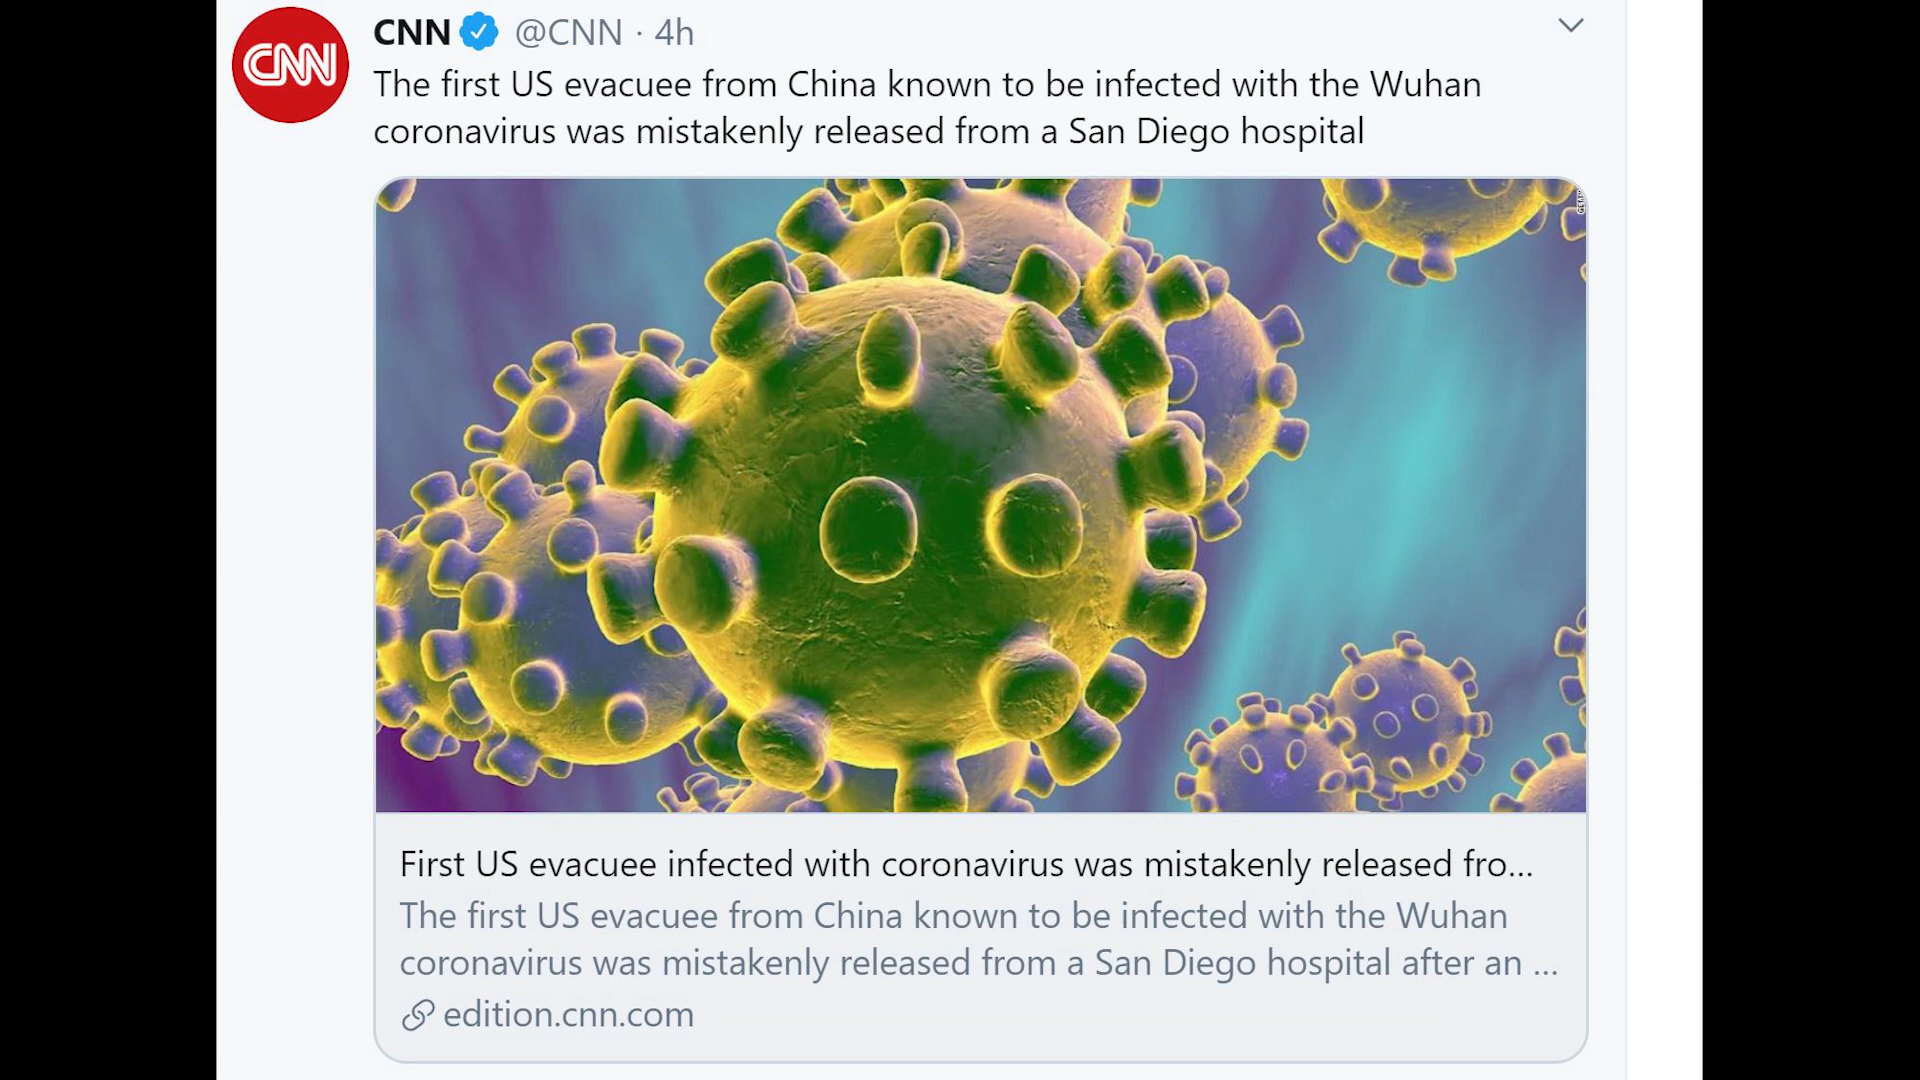 CNN
CNN @CNN · 4h
The first US evacuee from China known to be infected with the Wuhan
coronavirus was mistakenly released from a San Diego hospital
First US evacuee infected with coronavirus was mistakenly released fro...
The first US evacuee from China known to be infected with the Wuhan
coronavirus was mistakenly released from a San Diego hospital after an ...
edition.cnn.com